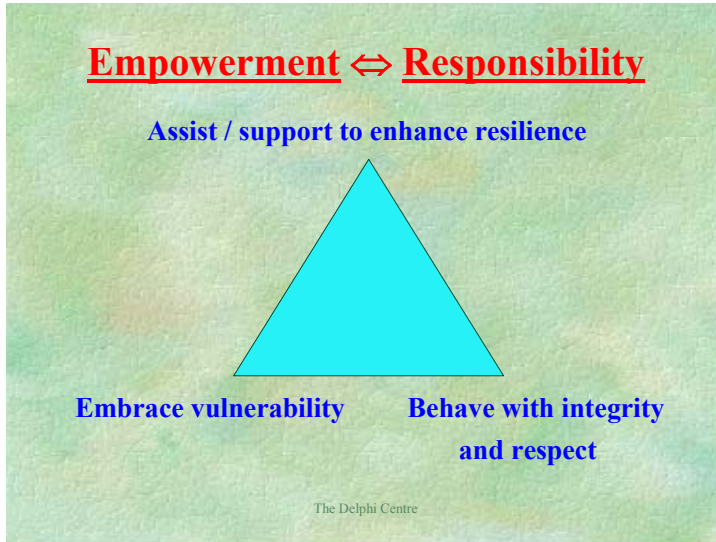 Empowerment ⇔ Responsibility
Assist / support to enhance resilience
Embrace vulnerability
Behave with integrity
and respect
The Delphi Centre